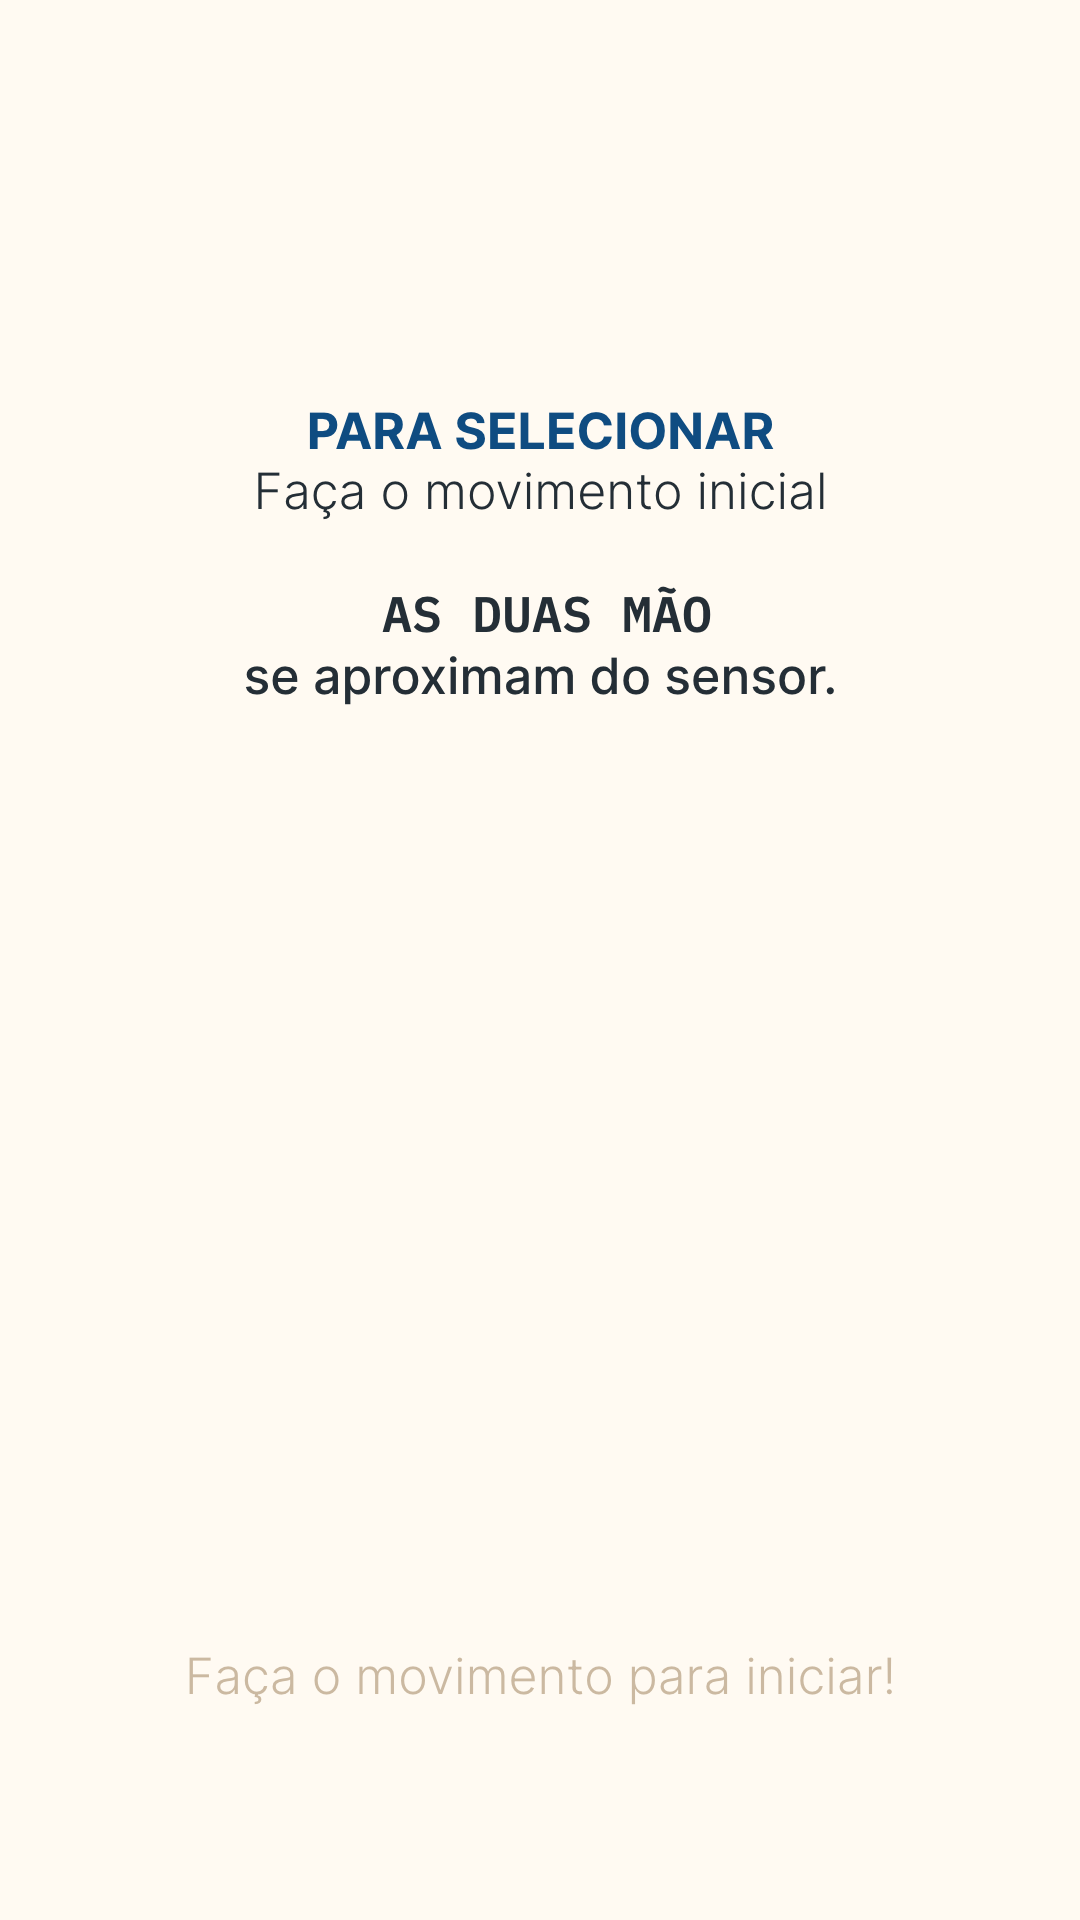 PARA SELECIONAR
Faça o movimento inicial
AS DUAS MÃO
se aproximam do sensor.
Faça o movimento para iniciar!